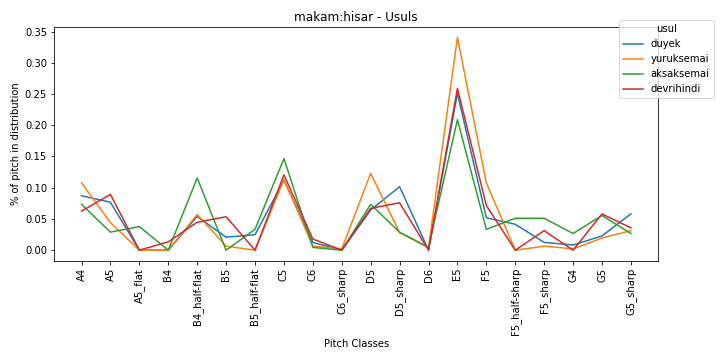 makam:hisar - Usuls
usul
duyek
yuruksemai
aksaksemai
devrihindi
% of pitch in distribution
0.35
0.30
0.25
0.20
0.15
0.10
0.05
0.00
A4
A5
A5_flat
B4
B4_half-flat
B5
B5_half-flat
C5
C6
C6_sharp
D5
D5_sharp
D6
E5
F5
F5_half-sharp
F5_sharp
G4
G5
G5_sharp
Pitch Classes